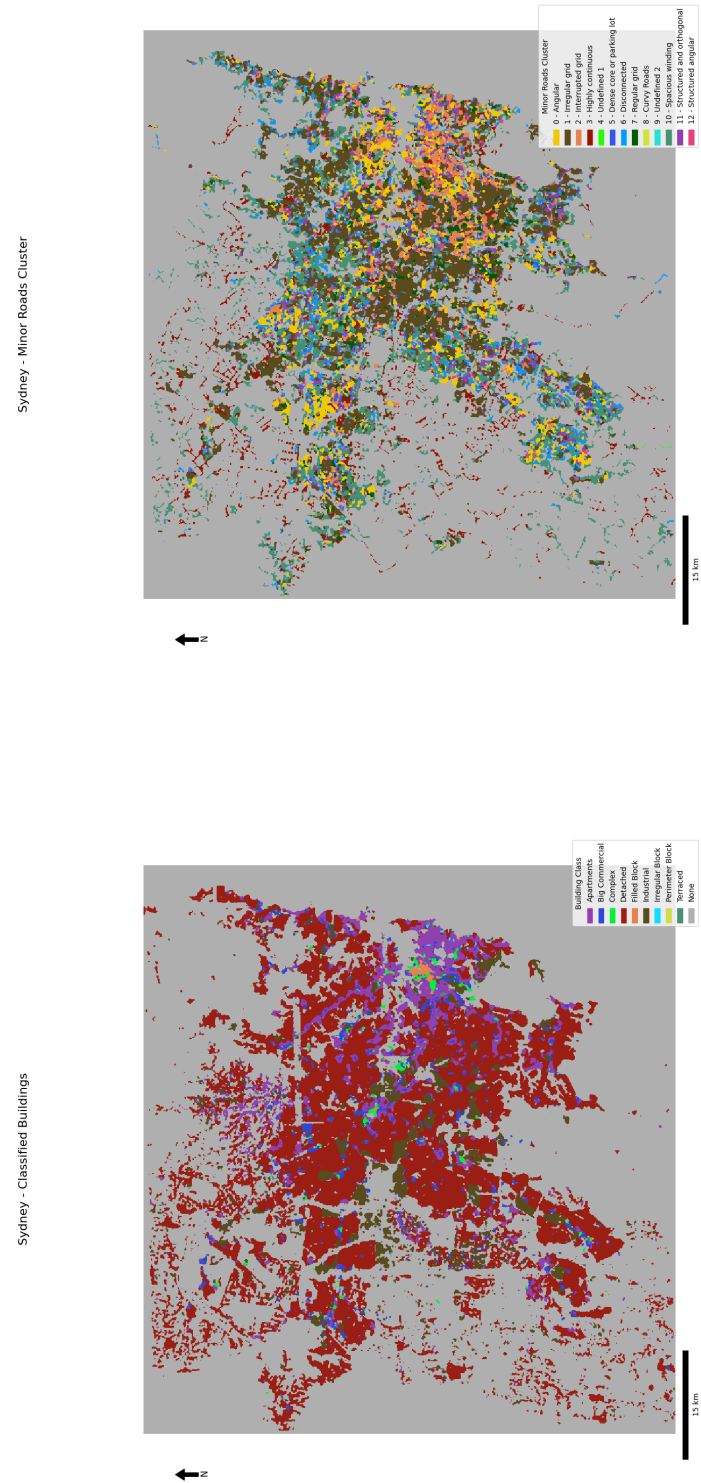 Sydney - Classified Buildings
Building Class
Apartments
Big Commercial
Complex
Detached
Filled Block
Industrial
Irregular Block
Perimeter Block
Terraced
None
15 km
N
Sydney - Minor Roads Cluster
Minor Roads Cluster
0 - Angular
1 - Irregular grid
2 - Interrupted grid
3 - Highly continuous
4 - Undefined 1
5 - Dense core or parking lot
6 - Disconnected
7 - Regular grid
8 - Curvy Roads
9 - Undefined 2
10 - Spacious winding
11 - Structured and orthogonal
12 - Structured angular
15 km
N